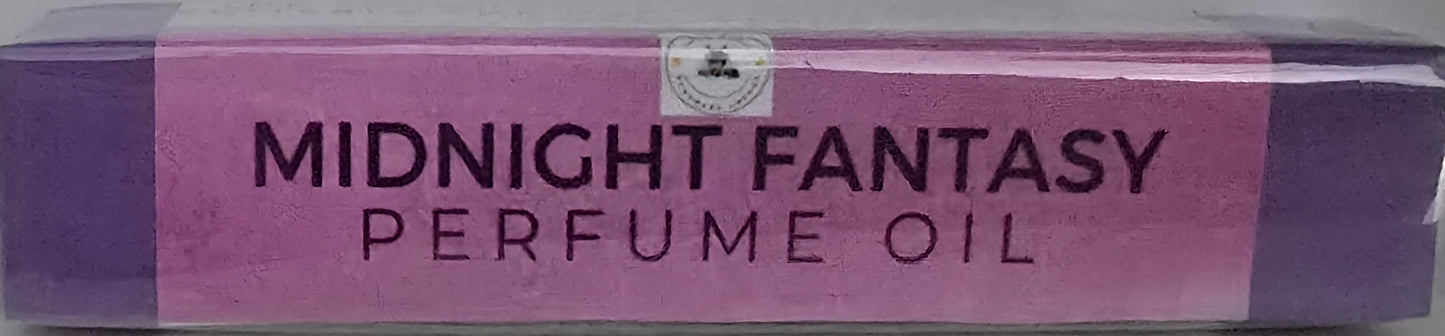 MIDNIGHT FANTASY
PERFUME OIL